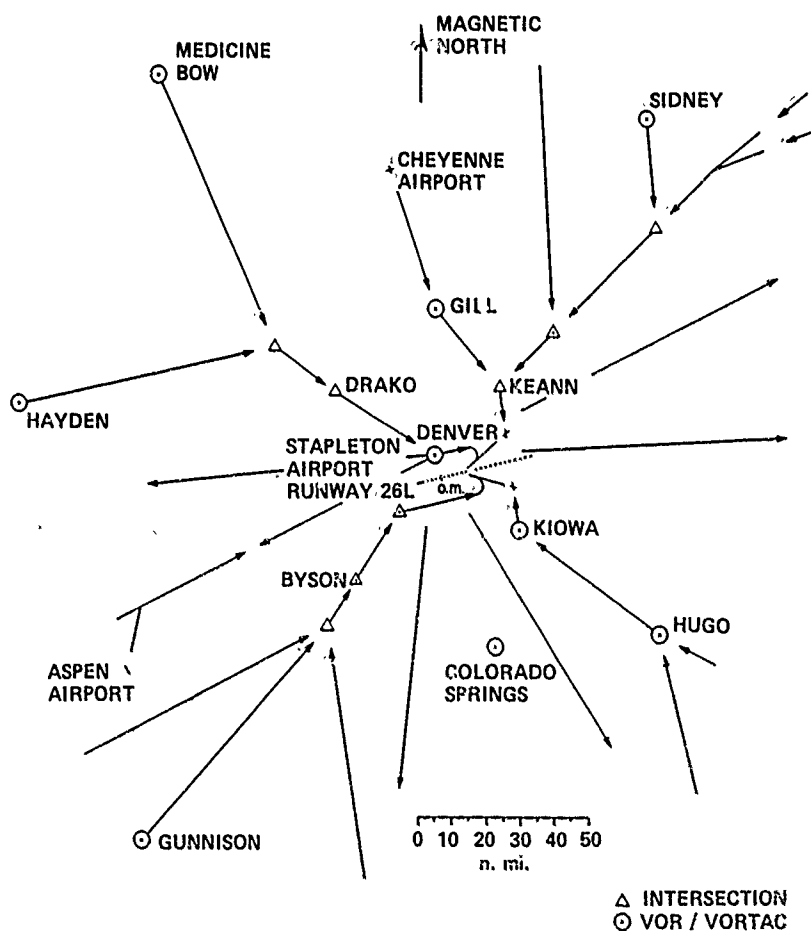 MEDICINE
BOW
MAGNETIC
NORTH
SIDNEY
CHEYENNE
AIRPORT
GILL
DRAKO
KEANN
HAYDEN
DENVER
STAPLETON
AIRPORT
RUNWAY 26L
o.m.
KIOWA
BYSON
HUGO
ASPEN
AIRPORT
COLORADO
SPRINGS
GUNNISON
0 10 20 30 40 50
n. mi.
INTERSECTION
VOR / VORTAC